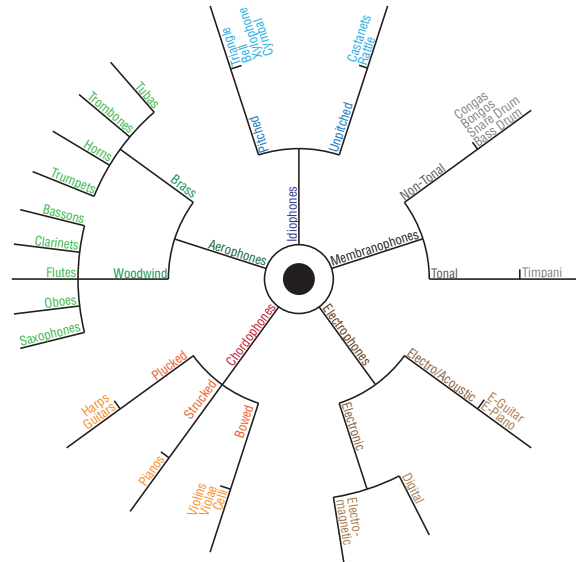 Triangle
Bell
Xylophone
Cymbal
Pitched
Castanets
Rattle
Unpitched
Idiophones
Congas
Bongos
Snare Drum
Bass Drum
Non-Tonal
Membranophones
Tonal
Timpani
Tubas
Trombones
Horns
Trumpets
Brass
Aerophones
Bassons
Clarinets
Flutes
Oboes
Saxophones
Woodwind
Chordophones
Plucked
Harps
Guitars
Strucked
Pianos
Bowed
Violins
Violae
Celli
Electrophones
Electro/Acoustic
E-Guitar
E-Piano
Electronic
Electro-
magnetic
Digital